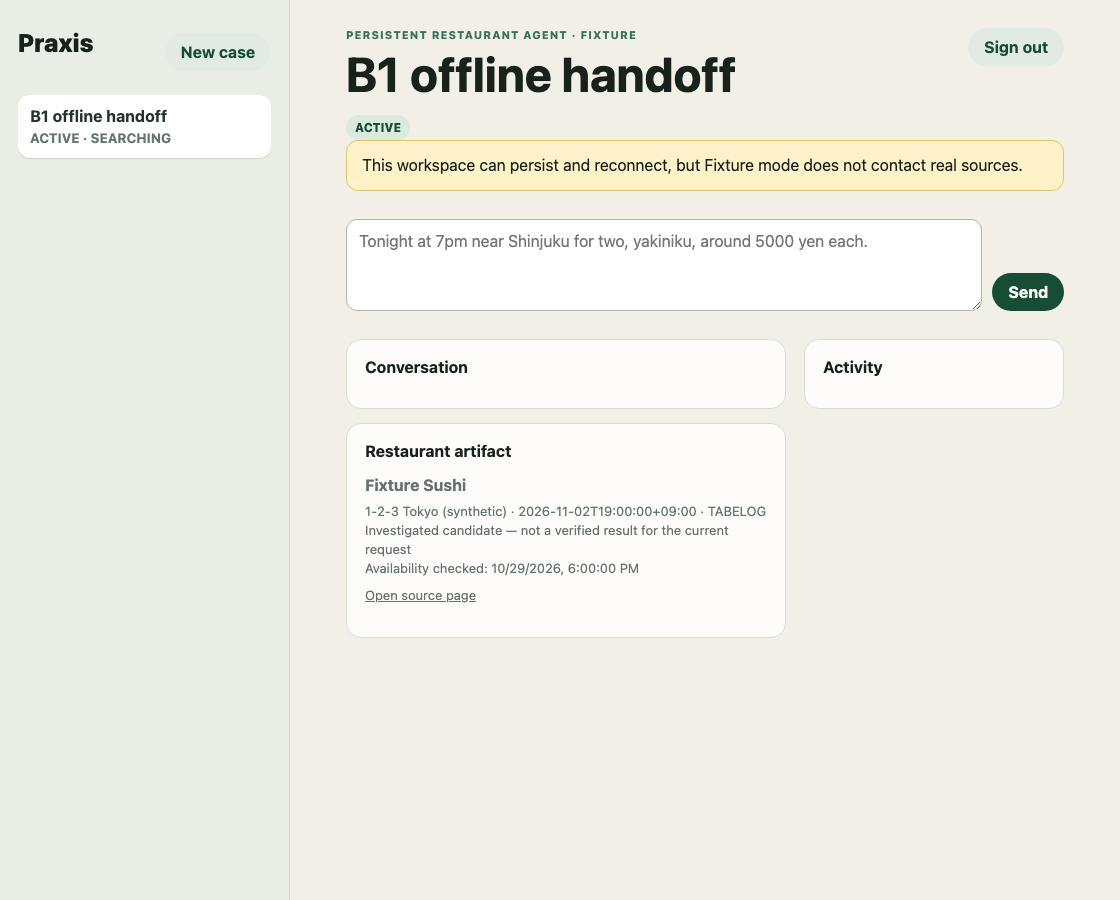 Praxis
New case
B1 offline handoff
ACTIVE · SEARCHING
PERSISTENT RESTAURANT AGENT · FIXTURE
B1 offline handoff
Sign out
ACTIVE
This workspace can persist and reconnect, but Fixture mode does not contact real sources.
Tonight at 7pm near Shinjuku for two, yakiniku, around 5000 yen each.
Send
Conversation
Activity
Restaurant artifact
Fixture Sushi
1-2-3 Tokyo (synthetic) · 2026-11-02T19:00:00+09:00 · TABELOG
Investigated candidate — not a verified result for the current
request
Availability checked: 10/29/2026, 6:00:00 PM
Open source page